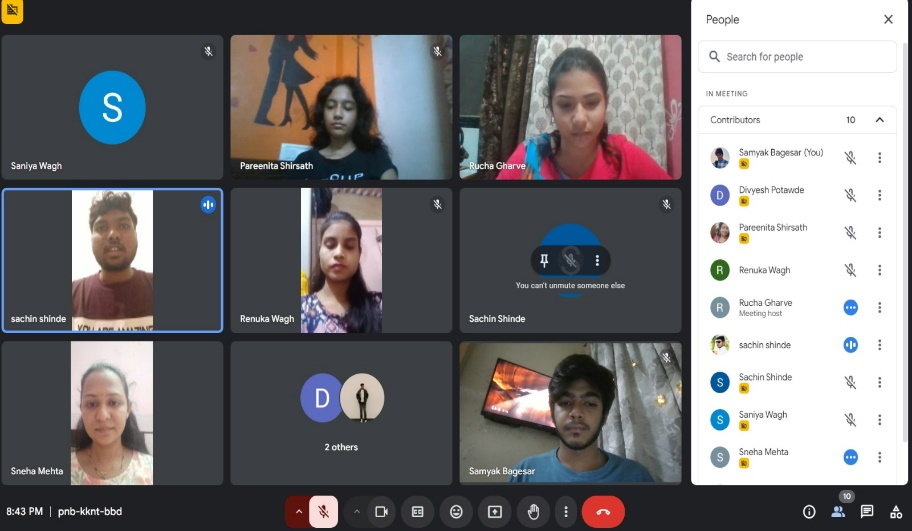 S
Saniya Wagh
Pareenita Shirsath
Rucha Gharve
sachin shinde
Renuka Wagh
You can't unmute someone else
Sachin Shinde
Sneha Mehta
D
2 others
Samyak Bagesar
8:43 PM | pnb-kknt-bbd
People
Search for people
IN MEETING
Contributors 10
Samyak Bagesar (You)
D Divyesh Potawde
Pareenita Shirsath
R Renuka Wagh
R Rucha Gharve
Meeting host
sachin shinde
S Sachin Shinde
S Saniya Wagh
S Sneha Mehta
10